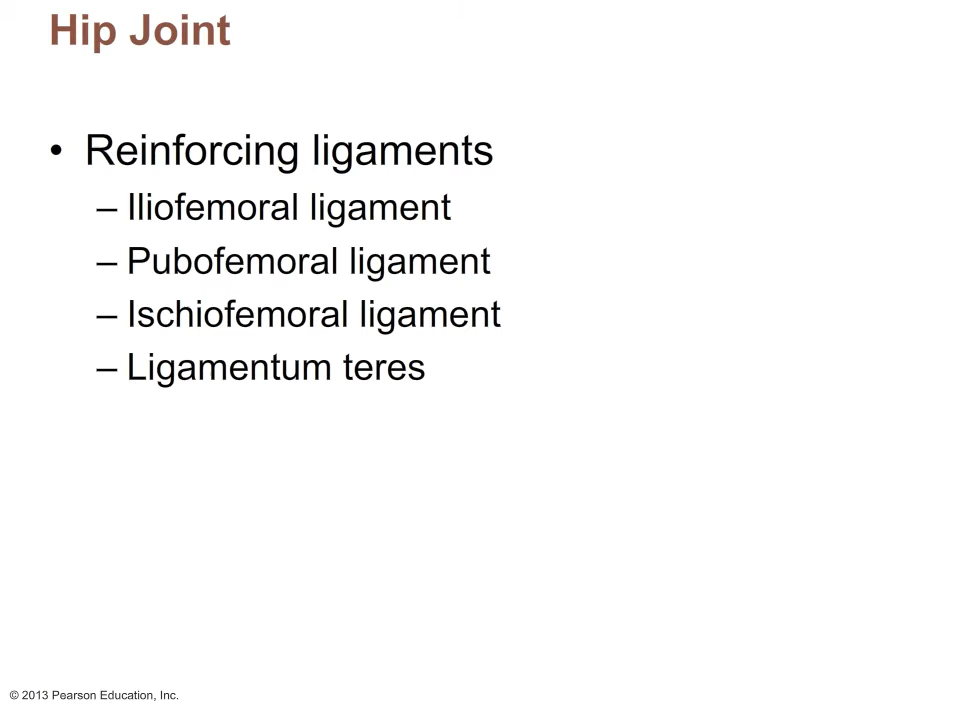 Hip Joint
• Reinforcing ligaments
– Iliofemoral ligament
– Pubofemoral ligament
– Ischiofemoral ligament
– Ligamentum teres
© 2013 Pearson Education, Inc.